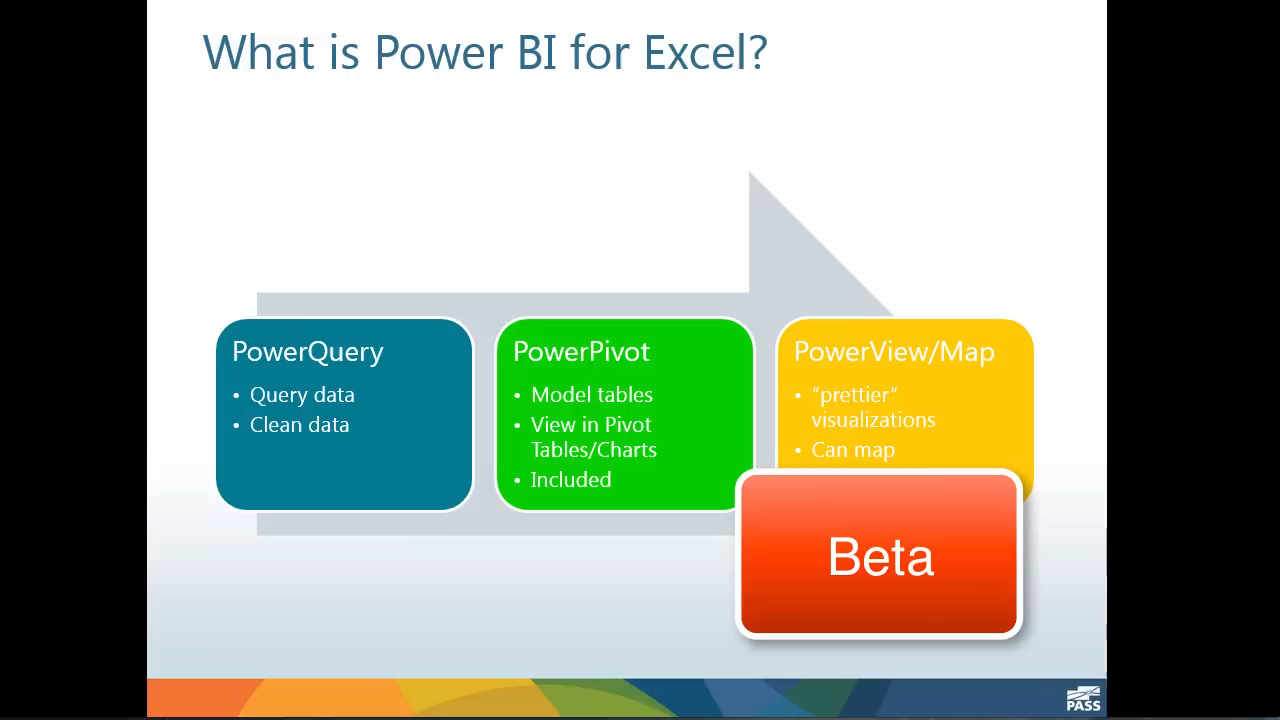 What is Power BI for Excel?
PowerQuery
• Query data
• Clean data
PowerPivot
• Model tables
• View in Pivot
Tables/Charts
• Included
PowerView/Map
• “prettier“
visualizations
• Can map
Beta
PASS